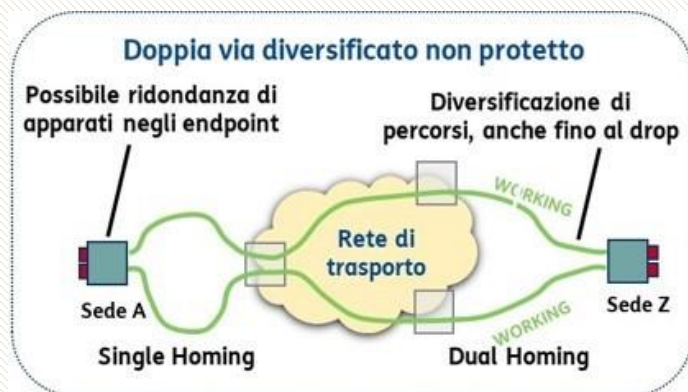 Doppia via diversificato non protetto
Possibile ridondanza di
apparati negli endpoint
Diversificazione di
percorsi, anche fino al drop
WORKING
Rete di
trasporto
Sede A
Sede Z
WORKING
Single Homing
Dual Homing